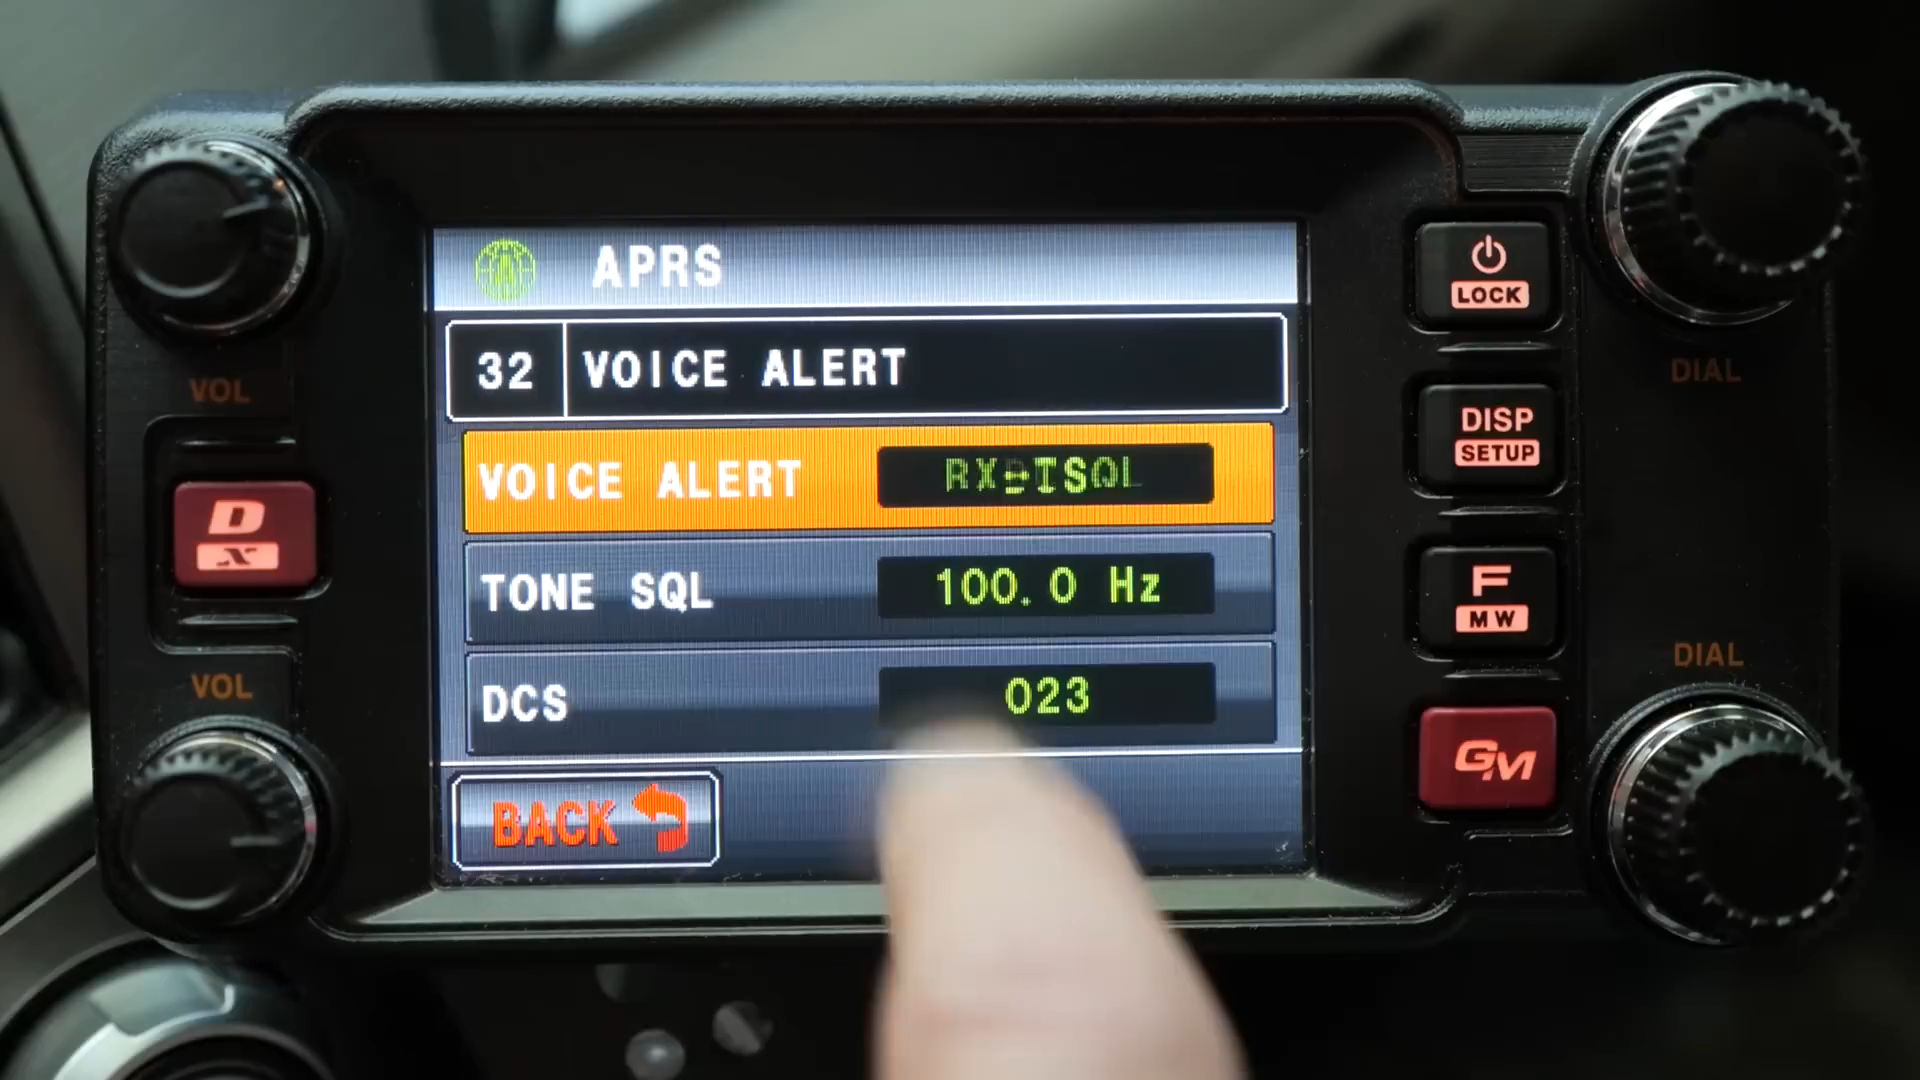 APRS
32 VOICE ALERT
VOICE ALERT
TONE SQL 100.0 Hz
DCS 023
BACK
VOL
D
X
VOL
LOCK
DISP
SETUP
F
MW
GM
DIAL
DIAL